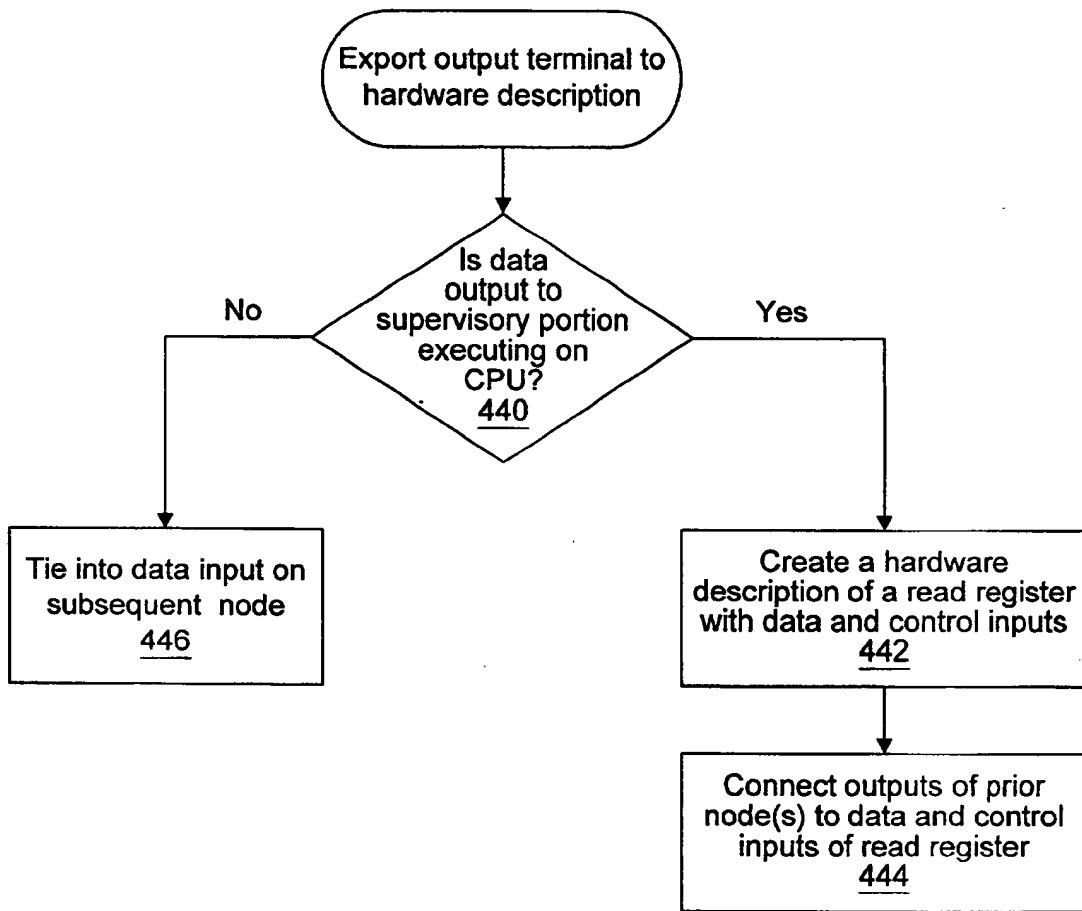 Export output terminal to
hardware description
Is data
output to
supervisory portion
executing on
CPU?
440
No
Yes
Tie into data input on
subsequent node
446
Create a hardware
description of a read register
with data and control inputs
442
Connect outputs of prior
node(s) to data and control
inputs of read register
444